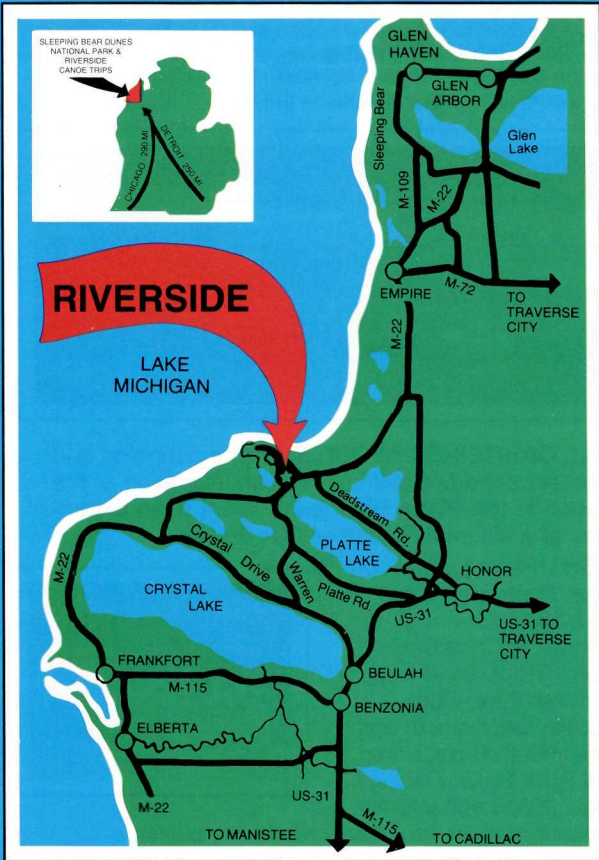 SLEEPING BEAR DUNES
NATIONAL PARK &
RIVERSIDE
CANOE TRIPS
CHICAGO 290 MI
DETROIT 250 MI
GLEN
HAVEN
GLEN
ARBOR
Glen
Lake
Sleeping Bear
M-109
M-22
EMPIRE
M-72
TO
TRAVERSE
CITY
RIVERSIDE
M-22
LAKE
MICHIGAN
Deadstream Rd.
PLATTE
LAKE
Crystal Drive
Warren
Platte Rd.
HONOR
US-31
US-31 TO
TRAVERSE
CITY
M-22
CRYSTAL
LAKE
FRANKFORT
M-115
BEULAH
BENZONIA
ELBERTA
M-22
US-31
M-115
TO MANISTEE
TO CADILLAC